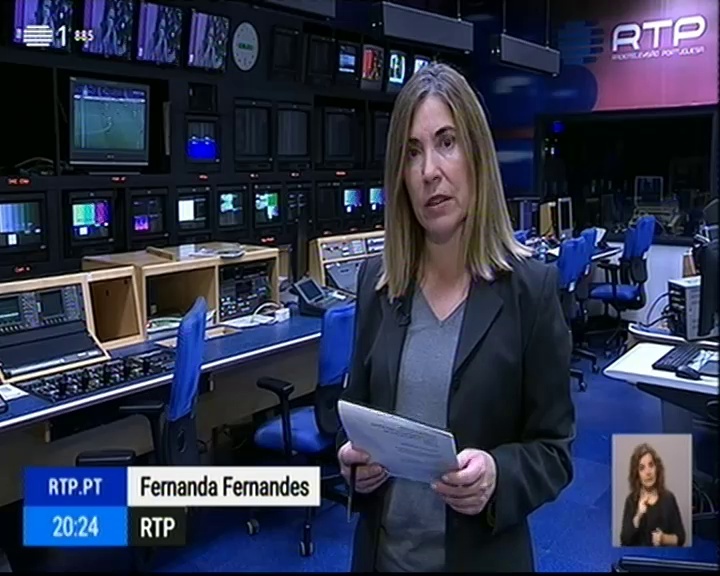 1 885
RTP
RADIOTELEVISÃO PORTUGUESA
RTP.PT
Fernanda Fernandes
20:24
RTP